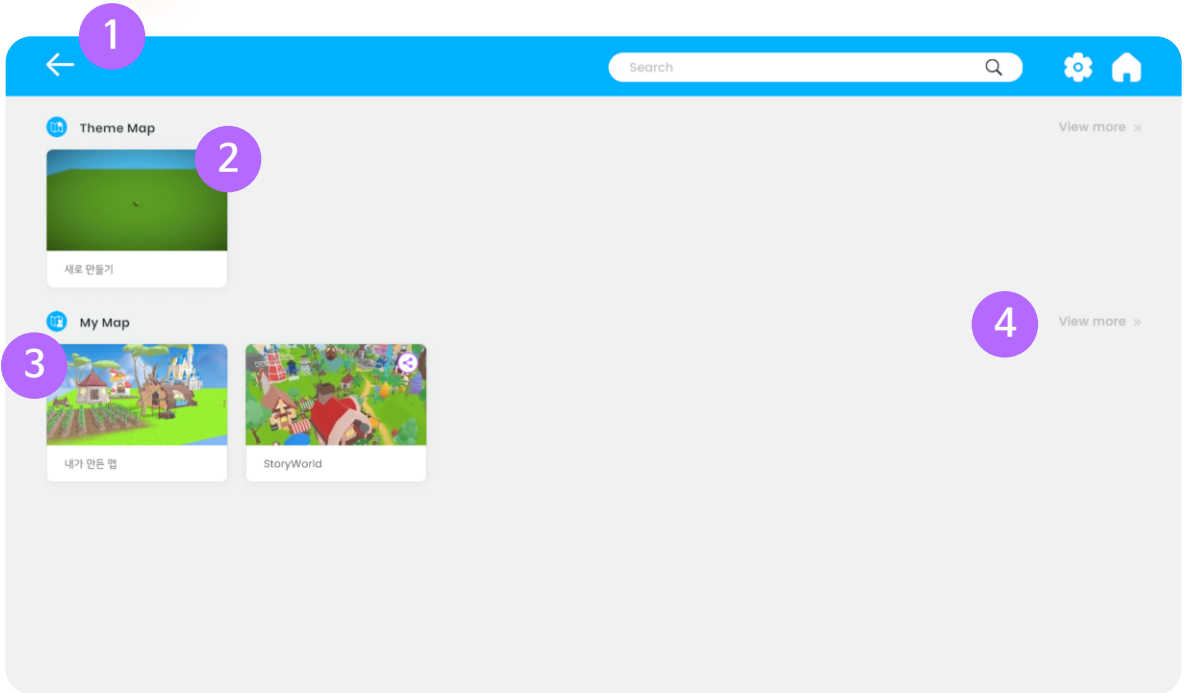 1
Search
Theme Map
View more »
2
새로 만들기
My Map
4
View more »
3
내가 만든 맵
StoryWorld